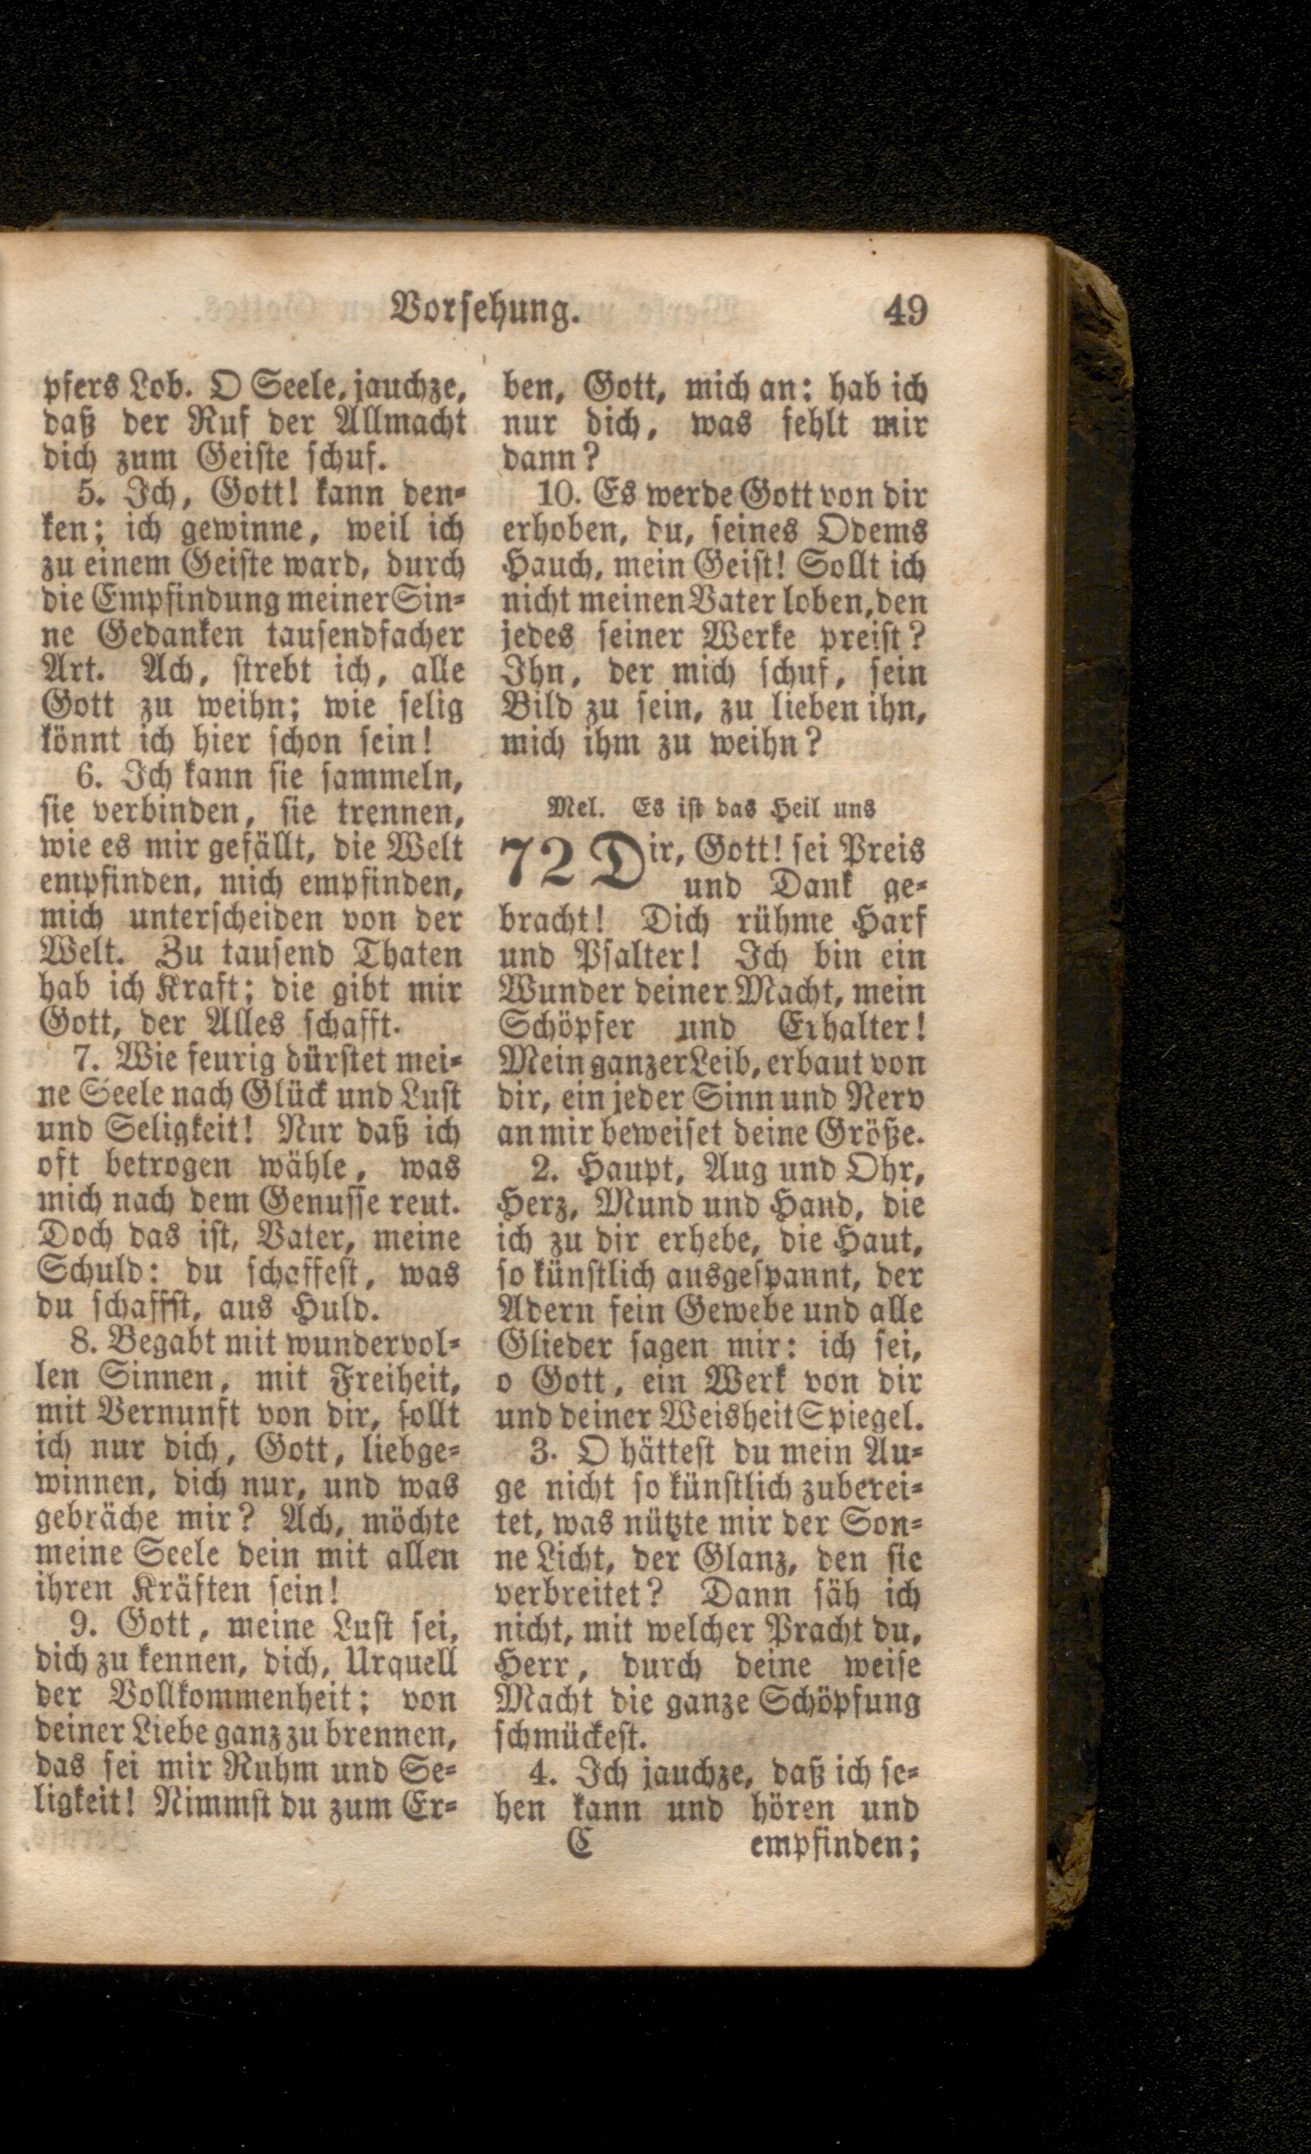 Vorsehung. 49
pfers Lob. O Seele, jauchze,
daß der Ruf der Allmacht
dich zum Geiste schuf.
5. Ich, Gott! kann den-
ken; ich gewinne, weil ich
zu einem Geiste ward, durch
die Empfindung meiner Sin-
ne Gedanken tausendfacher
Art. Ach, strebt ich, alle
Gott zu weihn; wie selig
könnt ich hier schon sein!
6. Ich kann sie sammeln,
sie verbinden, sie trennen,
wie es mir gefällt, die Welt
empfinden, mich empfinden,
mich unterscheiden von der
Welt. Zu tausend Thaten
hab ich Kraft; die gibt mir
Gott, der Alles schafft.
7. Wie feurig dürstet mei-
ne Seele nach Glück und Lust
und Seligkeit! Nur daß ich
oft betrogen wähle, was
mich nach dem Genusse reut.
Doch das ist, Vater, meine
Schuld: du schaffest, was
du schaffst, aus Huld.
8. Begabt mit wundervol-
len Sinnen, mit Freiheit,
mit Vernunft von dir, sollt
ich nur dich, Gott, liebge-
winnen, dich nur, und was
gebräche mir? Ach, möchte
meine Seele dein mit allen
ihren Kräften sein!
9. Gott, meine Lust sei,
dich zu kennen, dich, Urquell
der Vollkommenheit; von
deiner Liebe ganz zu brennen,
das sei mir Ruhm und Se-
ligkeit! Nimmst du zum Er-
ben, Gott, mich an: hab ich
nur dich, was fehlt mir
dann?
10. Es werde Gott von dir
erhoben, du, seines Odems
Hauch, mein Geist! Sollt ich
nicht meinen Vater loben, den
jedes seiner Werke preist?
Ihn, der mich schuf, sein
Bild zu sein, zu lieben ihn,
mich ihm zu weihn?
Mel. Es ist das Heil uns
72 Dir, Gott! sei Preis
und Dank ge-
bracht! Dich rühme Harf
und Psalter! Ich bin ein
Wunder deiner Macht, mein
Schöpfer und Erhalter!
Mein ganzer Leib, erbaut von
dir, ein jeder Sinn und Nerv
an mir beweiset deine Größe.
2. Haupt, Aug und Ohr,
Herz, Mund und Hand, die
ich zu dir erhebe, die Haut,
so künstlich ausgespannt, der
Adern fein Gewebe und alle
Glieder sagen mir: ich sei,
o Gott, ein Werk von dir
und deiner Weisheit Spiegel.
3. O hättest du mein Au-
ge nicht so künstlich zuberei-
tet, was nützte mir der Son-
ne Licht, der Glanz, den sie
verbreitet? Dann säh ich
nicht, mit welcher Pracht du,
Herr, durch deine weise
Macht die ganze Schöpfung
schmückest.
4. Ich jauchze, daß ich se-
hen kann und hören und
C empfinden;